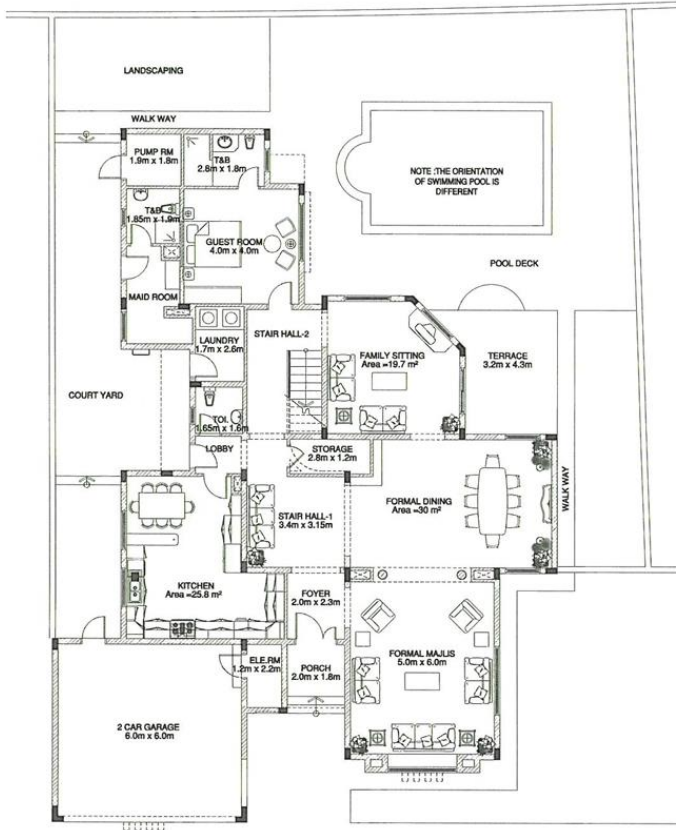 LANDSCAPING
WALK WAY
PUMP RM
1.9m x 1.8m
T&B
2.8m x 1.8m
NOTE :THE ORIENTATION
OF SWIMMING POOL IS
DIFFERENT
T&B
1.85m x 1.9m
GUEST ROOM
4.0m x 4.0m
POOL DECK
MAID ROOM
STAIR HALL-2
LAUNDRY
1.7m x 2.6m
FAMILY SITTING
Area =19.7 m²
TERRACE
3.2m x 4.3m
COURT YARD
TOI.
1.65m x 1.6m
LOBBY
STORAGE
2.8m x 1.2m
FORMAL DINING
Area =30 m²
WALK WAY
STAIR HALL-1
3.4m x 3.15m
KITCHEN
Area =25.8 m²
FOYER
2.0m x 2.3m
FORMAL MAJLIS
5.0m x 6.0m
ELE.RM
1.2m x 2.2m
PORCH
2.0m x 1.8m
2 CAR GARAGE
6.0m x 6.0m